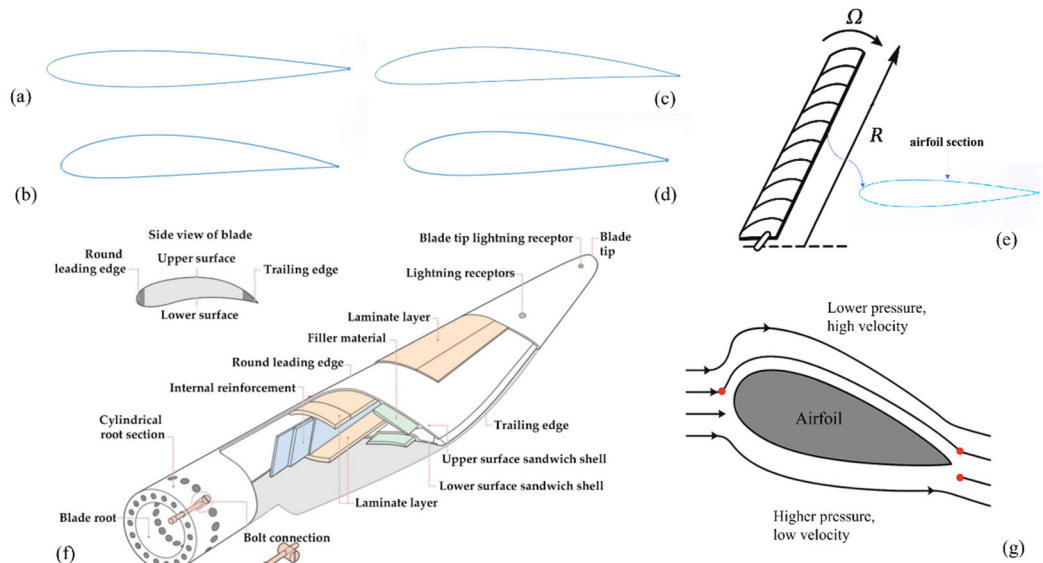 (a)
(c)
(b)
(d)
Ω
R
airfoil section
(e)
Side view of blade
Round
leading edge
Upper surface
Trailing edge
Lower surface
Blade tip lightning receptor
Blade
tip
Lightning receptors
Laminate layer
Filler material
Round leading edge
Internal reinforcement
Cylindrical
root section
Trailing edge
Upper surface sandwich shell
Lower surface sandwich shell
Laminate layer
Blade root
Bolt connection
(f)
Lower pressure,
high velocity
Airfoil
Higher pressure,
low velocity
(g)